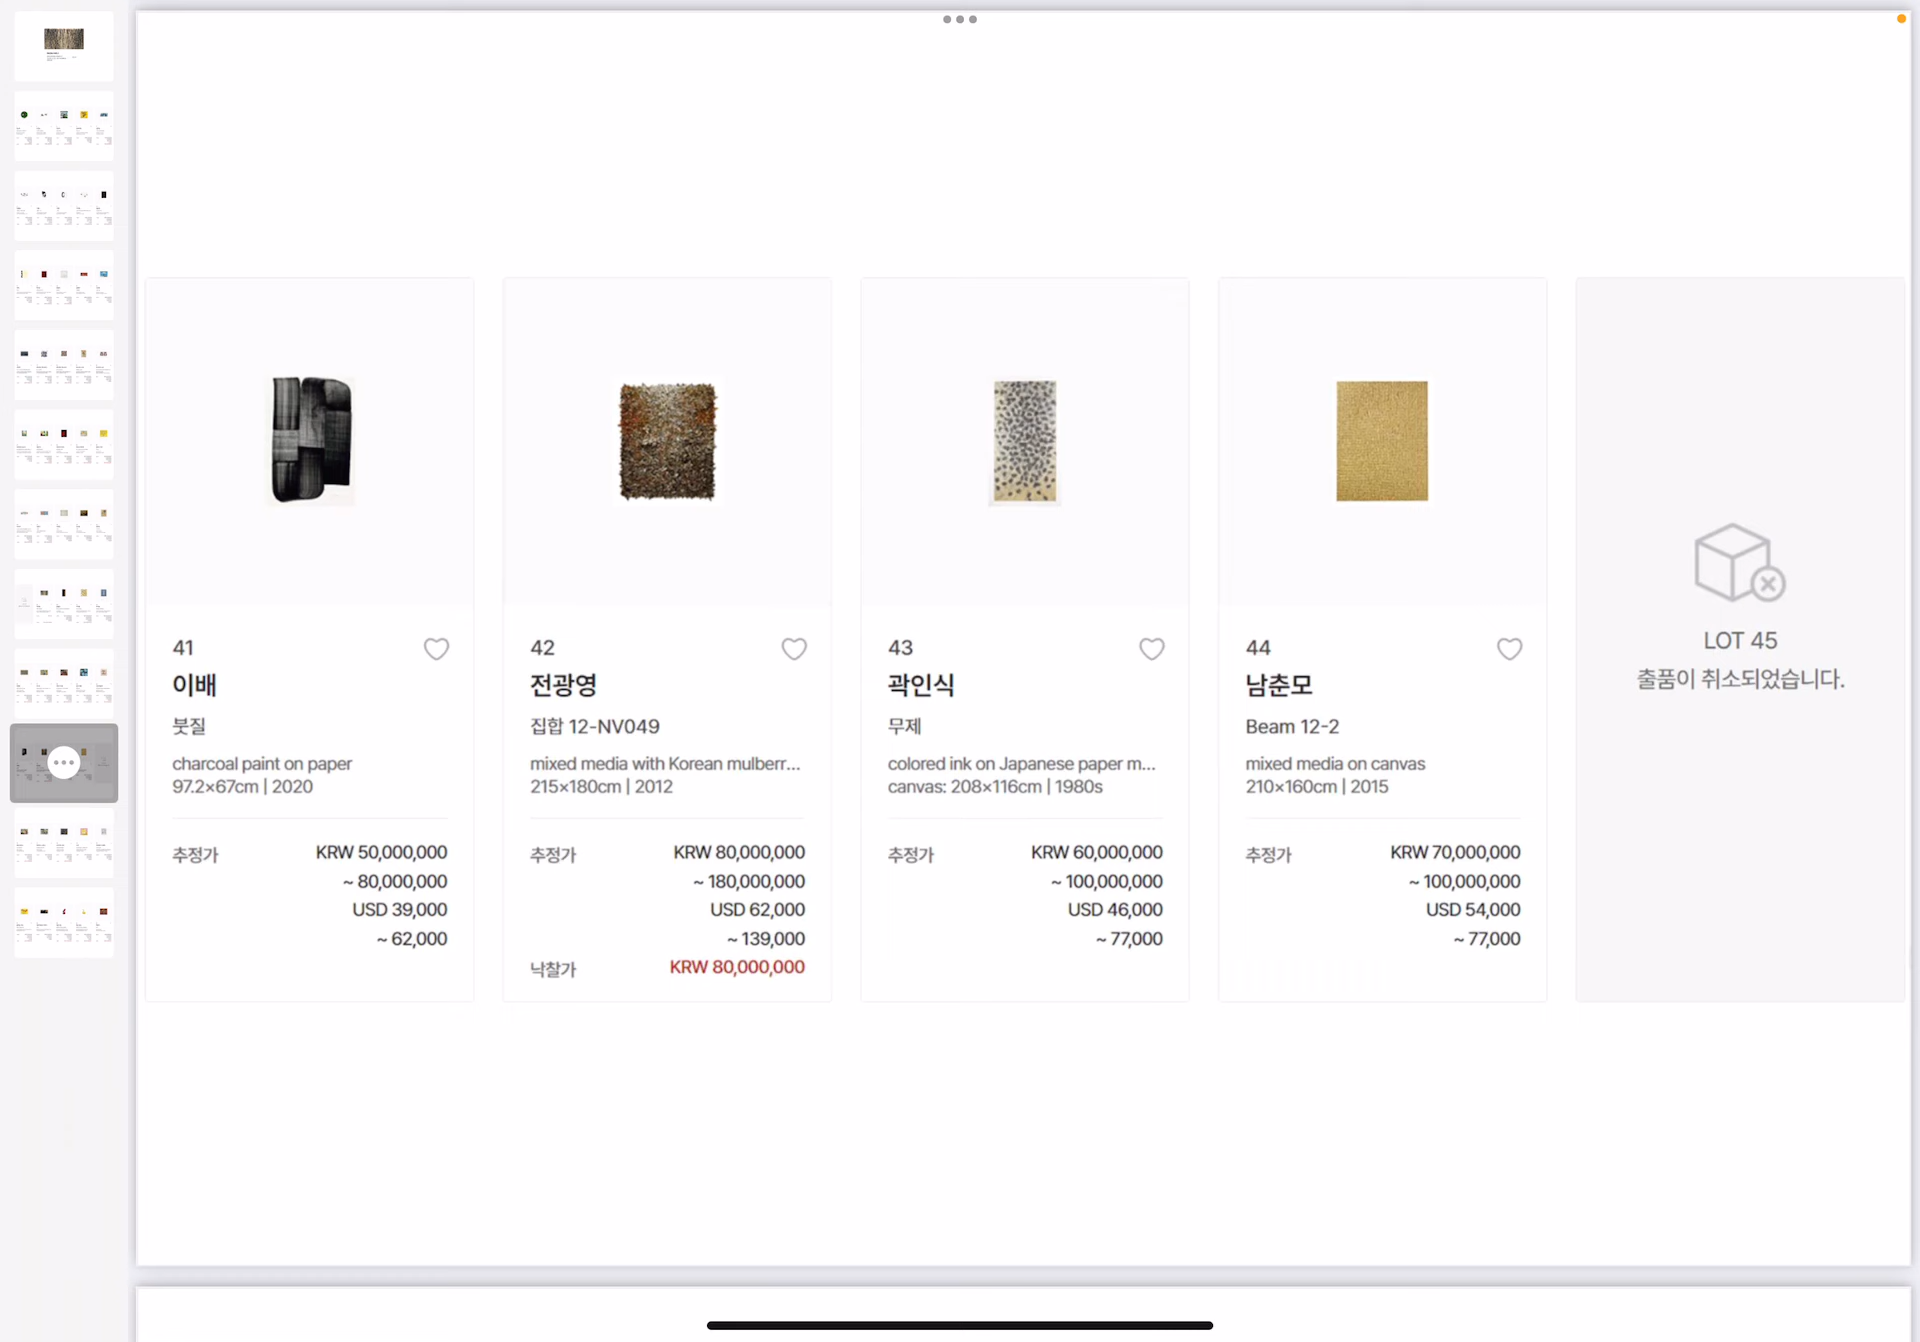 41
이배
붓질
charcoal paint on paper
97.2×67cm | 2020
추정가 KRW 50,000,000
~ 80,000,000
USD 39,000
~ 62,000
42
전광영
집합 12-NV049
mixed media with Korean mulberr...
215×180cm | 2012
추정가 KRW 80,000,000
~ 180,000,000
USD 62,000
~ 139,000
낙찰가 KRW 80,000,000
43
곽인식
무제
colored ink on Japanese paper m...
canvas: 208×116cm | 1980s
추정가 KRW 60,000,000
~ 100,000,000
USD 46,000
~ 77,000
44
남춘모
Beam 12-2
mixed media on canvas
210×160cm | 2015
추정가 KRW 70,000,000
~ 100,000,000
USD 54,000
~ 77,000
LOT 45
출품이 취소되었습니다.